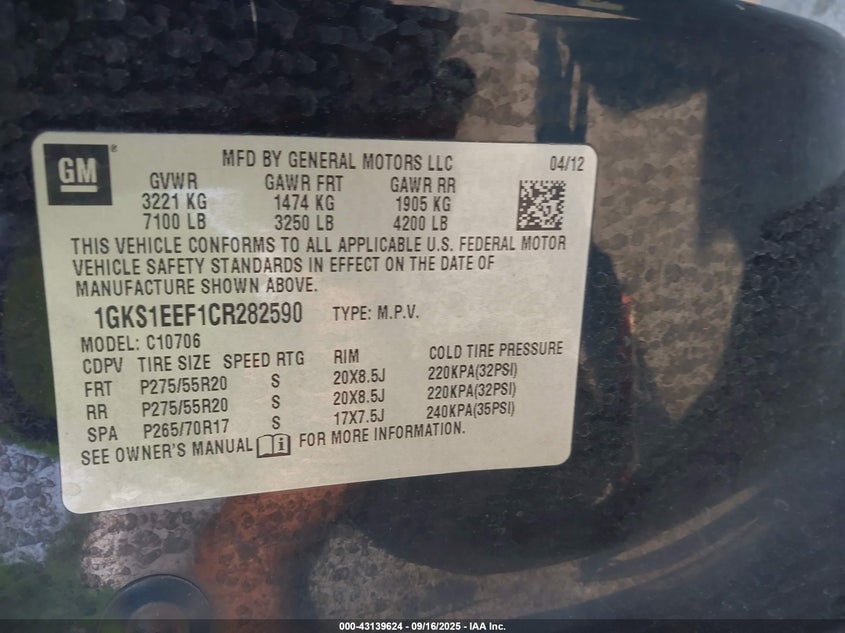 GM®
MFD BY GENERAL MOTORS LLC 04/12
GVWR GAWR FRT GAWR RR
3221 KG 1474 KG 1905 KG
7100 LB 3250 LB 4200 LB
THIS VEHICLE CONFORMS TO ALL APPLICABLE U.S. FEDERAL MOTOR
VEHICLE SAFETY STANDARDS IN EFFECT ON THE DATE OF
MANUFACTURE SHOWN ABOVE.
1GKS1EEF1CR282590 TYPE: M.P.V.
MODEL: C10706
CDPV TIRE SIZE SPEED RTG RIM COLD TIRE PRESSURE
FRT P275/55R20 S 20X8.5J 220KPA(32PSI)
RR P275/55R20 S 20X8.5J 220KPA(32PSI)
SPA P265/70R17 S 17X7.5J 240KPA(35PSI)
SEE OWNER'S MANUAL i FOR MORE INFORMATION.
000-43139624 - 09/16/2025 - IAA Inc.